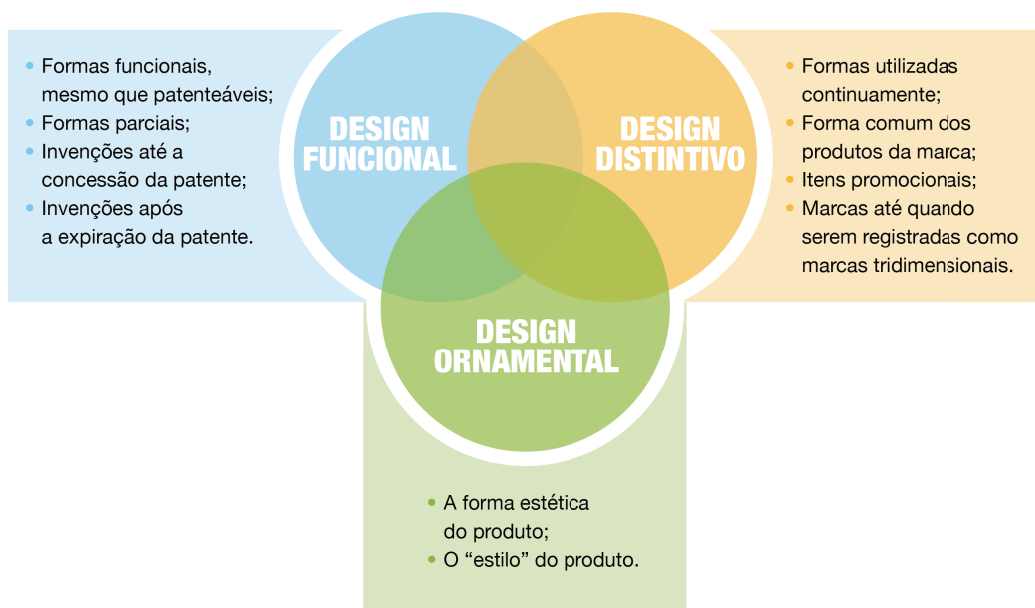 • Formas funcionais,
mesmo que patenteáveis;
• Formas parciais;
• Invenções até a
concessão da patente;
• Invenções após
a expiração da patente.
DESIGN
FUNCIONAL
DESIGN
DISTINTIVO
• Formas utilizadas
continuamente;
• Forma comum dos
produtos da marca;
• Itens promocionais;
• Marcas até quando
serem registradas como
marcas tridimensionais.
DESIGN
ORNAMENTAL
• A forma estética
do produto;
• O “estilo” do produto.